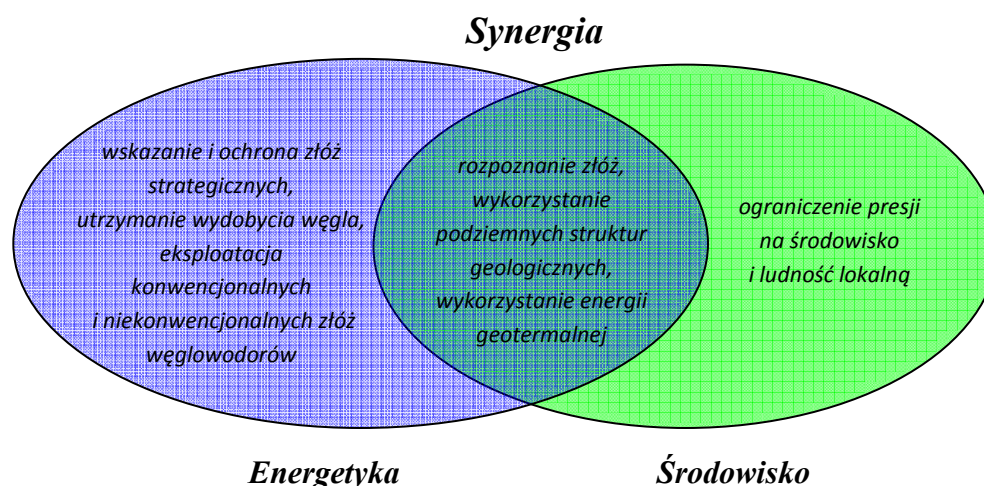 Synergia
wskazanie i ochrona złóż
strategicznych,
utrzymanie wydobycia węgla,
eksploatacja
konwencjonalnych
i niekonwencjonalnych złóż
węglowodorów
rozpoznanie złóż,
wykorzystanie
podziemnych struktur
geologicznych,
wykorzystanie energii
geotermalnej
ograniczenie presji
na środowisko
i ludność lokalną
Energetyka
Środowisko